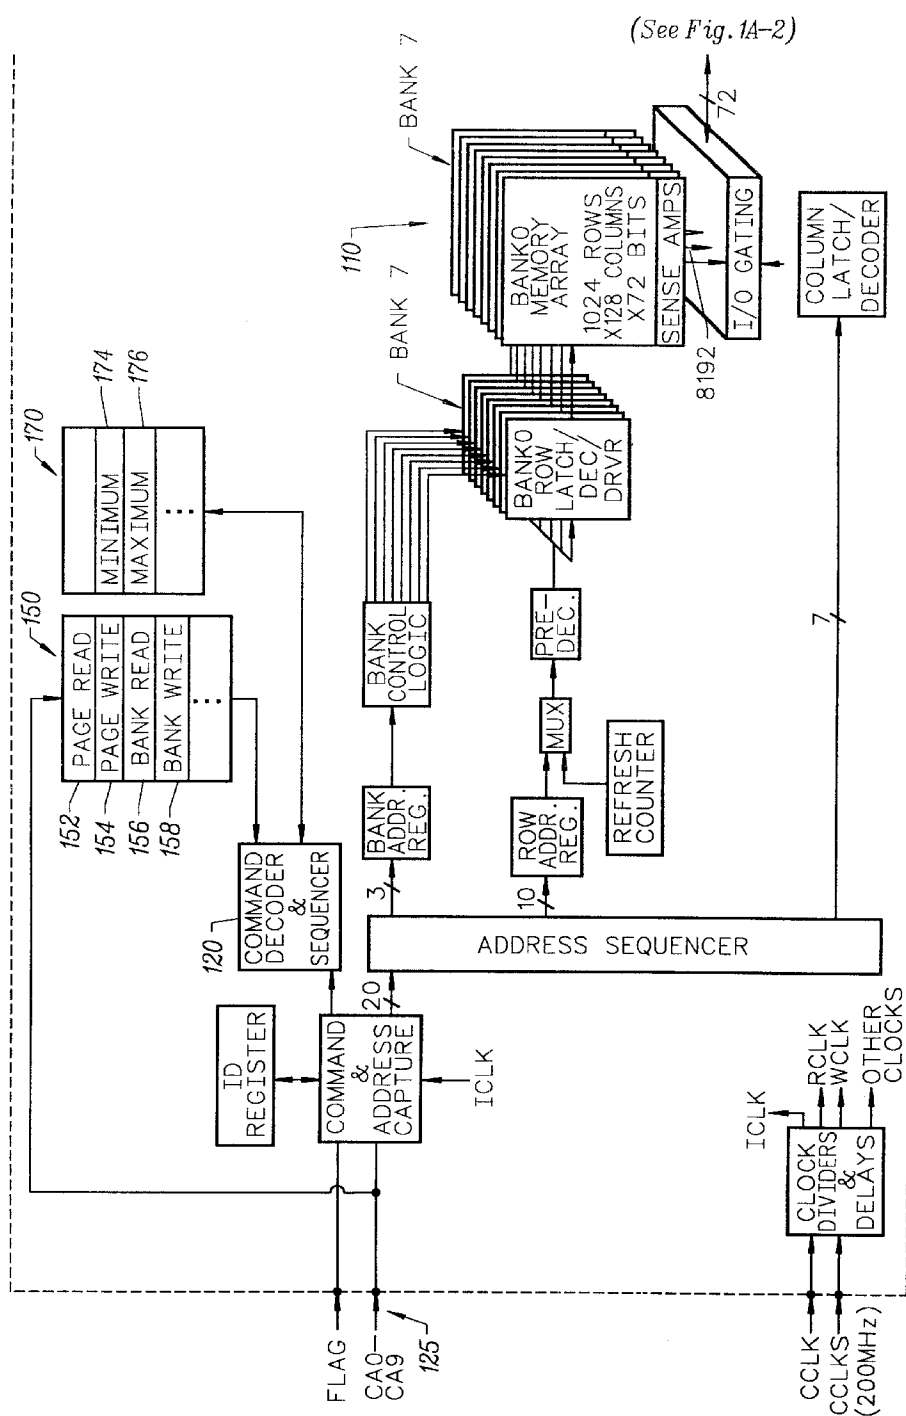 (See Fig. 1A-2)
FLAG
CA0-
CA9
125
ID
REGISTER
COMMAND
&
ADDRESS
CAPTURE
ICLK
20
120
COMMAND
DECODER
&
SEQUENCER
152
154
156
158
150
PAGE READ
PAGE WRITE
BANK READ
BANK WRITE
...
170
174
176
MINIMUM
MAXIMUM
...
ADDRESS SEQUENCER
3
10
7
BANK
ADDR.
REG.
BANK
CONTROL
LOGIC
ROW
ADDR.
REG.
REFRESH
COUNTER
MUX
PRE-
DEC.
BANK 7
BANK0
ROW
LATCH/
DEC/
DRVR
110
BANK 7
BANK0
MEMORY
ARRAY
1024 ROWS
X128 COLUMNS
X72 BITS
SENSE AMPS
8192
I/O GATING
72
COLUMN
LATCH/
DECODER
CCLK
CCLKS
(200MHz)
CLOCK
DIVIDERS
&
DELAYS
ICLK
RCLK
WCLK
OTHER
CLOCKS